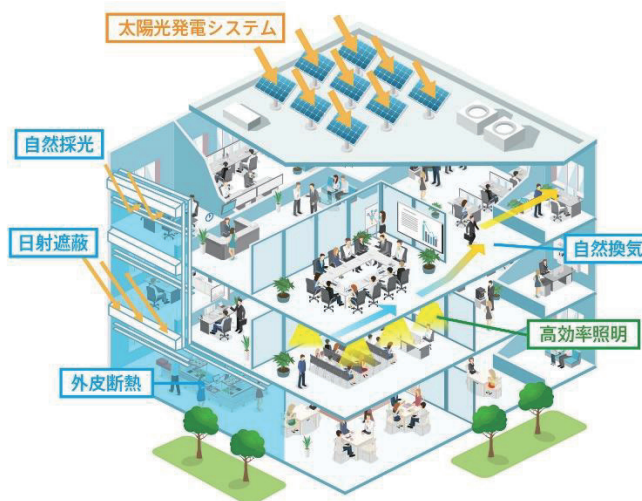 太陽光発電システム
自然採光
日射遮蔽
自然換気
高効率照明
外皮断熱